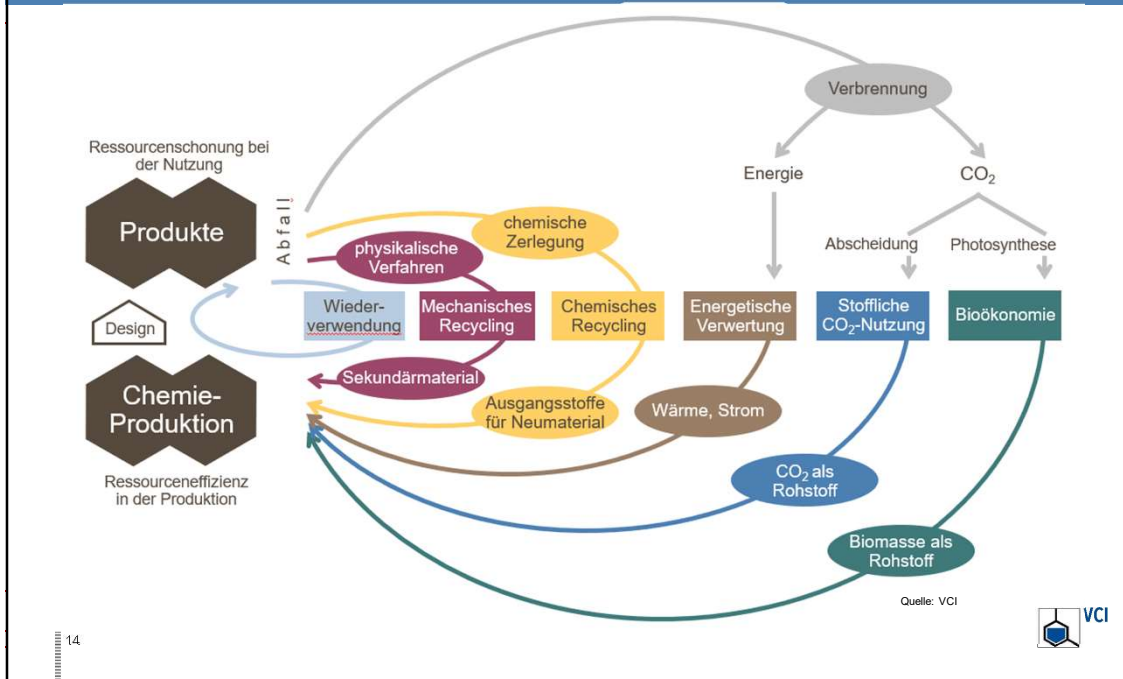 Verbrennung
Ressourcenschonung bei
der Nutzung
Energie
CO₂
Produkte
Abfall
chemische
Zerlegung
physikalische
Verfahren
Abscheidung
Photosynthese
Design
Wieder-
verwendung
Mechanisches
Recycling
Chemisches
Recycling
Energetische
Verwertung
Stoffliche
CO₂-Nutzung
Bioökonomie
Chemie-
Produktion
Sekundärmaterial
Ausgangsstoffe
für Neumaterial
Wärme, Strom
Ressourceneffizienz
in der Produktion
CO₂ als
Rohstoff
Biomasse als
Rohstoff
Quelle: VCI
VCI
14